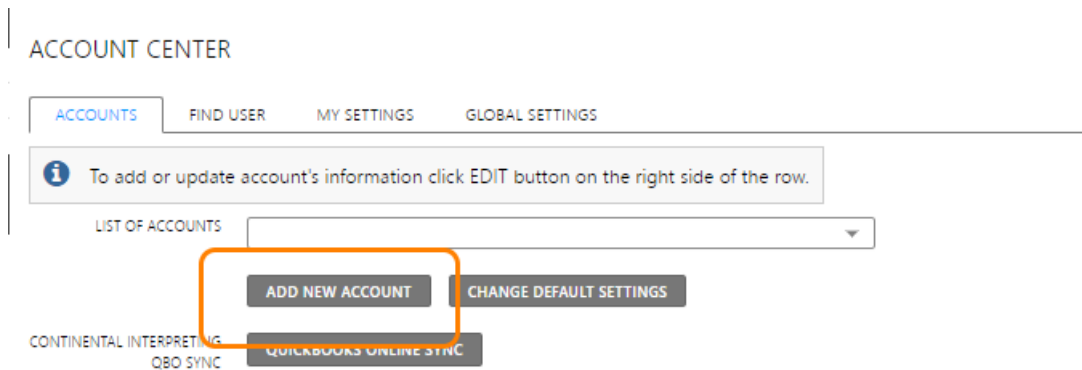 ACCOUNT CENTER
ACCOUNTS FIND USER MY SETTINGS GLOBAL SETTINGS
To add or update account's information click EDIT button on the right side of the row.
LIST OF ACCOUNTS
ADD NEW ACCOUNT CHANGE DEFAULT SETTINGS
CONTINENTAL INTERPRETING
QBO SYNC
QUICKBOOKS ONLINE SYNC